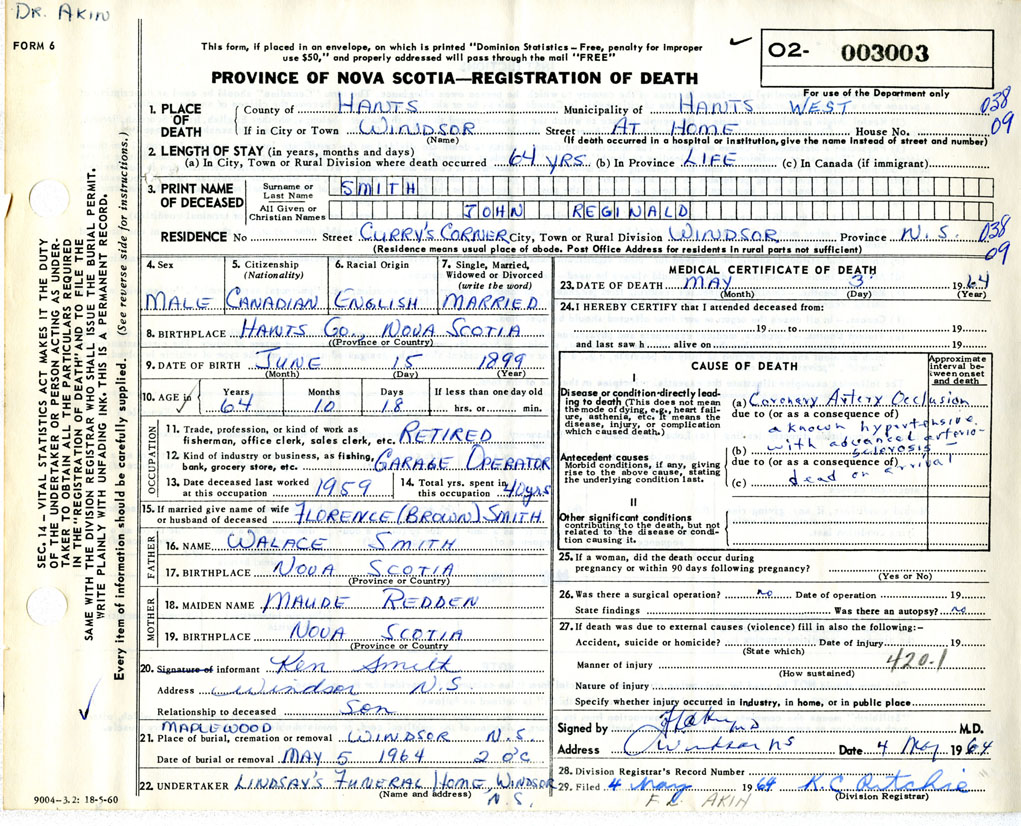 DR. AKIN
FORM 6
This form, if placed in an envelope, on which is printed "Dominion Statistics – Free, penalty for improper
use $50," and properly addressed will pass through the mail "FREE"
PROVINCE OF NOVA SCOTIA—REGISTRATION OF DEATH
O2- 003003
For use of the Department only
1. PLACE OF DEATH County of HANTS Municipality of HANTS WEST 038
If in City or Town WINDSOR Street AT HOME House No. 09
(Name) (If death occurred in a hospital or institution, give the name instead of street and number)
2. LENGTH OF STAY (in years, months and days)
(a) In City, Town or Rural Division where death occurred 64 YRS (b) In Province LIFE (c) In Canada (if immigrant)
3. PRINT NAME OF DECEASED Surname or Last Name SMITH
All Given or Christian Names JOHN REGINALD
RESIDENCE No Street CURRY'S CORNER City, Town or Rural Division WINDSOR Province N.S. 038
(Residence means usual place of abode. Post Office Address for residents in rural parts not sufficient) 09
4. Sex 5. Citizenship (Nationality) 6. Racial Origin 7. Single, Married, Widowed or Divorced (write the word)
MALE CANADIAN ENGLISH MARRIED
8. BIRTHPLACE HANTS CO., NOVA SCOTIA
(Province or Country)
9. DATE OF BIRTH JUNE 15 1899
(Month) (Day) (Year)
10. AGE in Years Months Days If less than one day old
64 10 18 hrs. or min.
OCCUPATION
11. Trade, profession, or kind of work as fisherman, office clerk, sales clerk, etc. RETIRED
12. Kind of industry or business, as fishing, bank, grocery store, etc. GARAGE OPERATOR
13. Date deceased last worked at this occupation 1959 14. Total yrs. spent in this occupation 40 yrs
15. If married give name of wife or husband of deceased FLORENCE (BROWN) SMITH
FATHER
16. NAME WALACE SMITH
17. BIRTHPLACE NOVA SCOTIA
(Province or Country)
MOTHER
18. MAIDEN NAME MAUDE REDDEN
19. BIRTHPLACE NOVA SCOTIA
(Province or Country
20. Signature of informant Ken Smith
Address Windsor N.S.
Relationship to deceased Son
MAPLEWOOD
21. Place of burial, cremation or removal WINDSOR N.S.
Date of burial or removal MAY 5 1964 2 o'c
22. UNDERTAKER LINDSAY'S FUNERAL HOME, WINDSOR
(Name and address) N.S.
9004-3.2: 18-5-60
MEDICAL CERTIFICATE OF DEATH
23. DATE OF DEATH MAY 3 1964
(Month) (Day) (Year)
24. I HEREBY CERTIFY that I attended deceased from:
19 to 19
and last saw h alive on 19
CAUSE OF DEATH
Approximate interval between onset and death
I
Disease or condition directly leading to death (This does not mean the mode of dying, e.g., heart failure, asthenia, etc. It means the disease, injury, or complication which caused death.)
(a) Coronary Artery Occlusion
due to (or as a consequence of)
a known hypertensive
(b) with advanced arteriosclerosis
Antecedent causes
Morbid conditions, if any, giving rise to the above cause, stating the underlying condition last.
due to (or as a consequence of)
(c) dead on arrival
II
Other significant conditions
contributing to the death, but not related to the disease or condition causing it.
25. If a woman, did the death occur during
pregnancy or within 90 days following pregnancy?
(Yes or No)
26. Was there a surgical operation? no Date of operation 19
State findings Was there an autopsy? no
27. If death was due to external causes (violence) fill in also the following:–
Accident, suicide or homicide? Date of injury 19
(State which)
Manner of injury 420.1
(How sustained)
Nature of injury
Specify whether injury occurred in Industry, in home, or in public place
Signed by F L Akin MD M.D.
Address Windsor NS Date 4 May 1964
28. Division Registrar's Record Number
29. Filed 4 May 1964 K.C. Ritchie
F. L. AKIN (Division Registrar)
SEC. 14 – VITAL STATISTICS ACT MAKES IT THE DUTY
OF THE UNDERTAKER OR PERSON ACTING AS UNDERTAKER
TO OBTAIN ALL THE PARTICULARS REQUIRED
IN THE "REGISTRATION OF DEATH" AND TO FILE THE
SAME WITH THE DIVISION REGISTRAR WHO SHALL ISSUE THE BURIAL PERMIT.
WRITE PLAINLY WITH UNFADING INK. THIS IS A PERMANENT RECORD.
Every item of information should be carefully supplied. (See reverse side for instructions.)